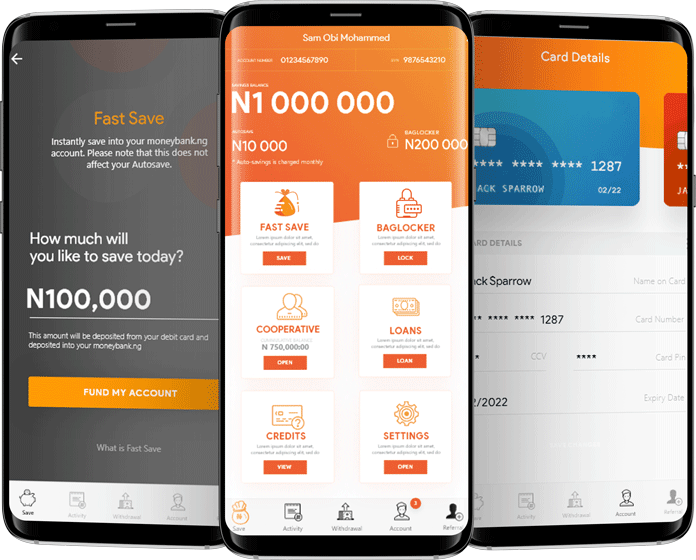 Fast Save
Instantly save into your moneybank.ng
account. Please note that this does not
affect your Autosave.
How much will
you like to save today?
N100,000
This amount will be deposited from your debit card and
deposited into your moneybank.ng
FUND MY ACCOUNT
What is Fast Save
Save
Activity
Withdrawal
Account
Sam Obi Mohammed
ACCOUNT NUMBER 01234567890
9876543210
SAVINGS BALANCE
N1 000 000
AUTOSAVE
N10 000
BAGLOCKER
N200 000
* Auto-savings is charged monthly
FAST SAVE
Lorem ipsum dolor sit amet,
consectetur adipiscing elit, sed do
SAVE
BAGLOCKER
Lorem ipsum dolor sit amet,
consectetur adipiscing elit, sed do
LOCK
COOPERATIVE
N 750,000:00
OPEN
LOANS
Lorem ipsum dolor sit amet,
consectetur adipiscing elit, sed do
LOAN
CREDITS
Lorem ipsum dolor sit amet,
consectetur adipiscing elit, sed do
VIEW
SETTINGS
Lorem ipsum dolor sit amet,
consectetur adipiscing elit, sed do
OPEN
Save
Activity
Withdrawal
3
Account
Referral
Card Details
**** **** **** 1287
ACK SPARROW 02/22
JA
ARD DETAILS
ck Sparrow Name on Card
**** **** 1287 Card Number
CCV **** Card Pin
/2022 Expiry Date
Save
Activity
Withdrawal
Account
Referral